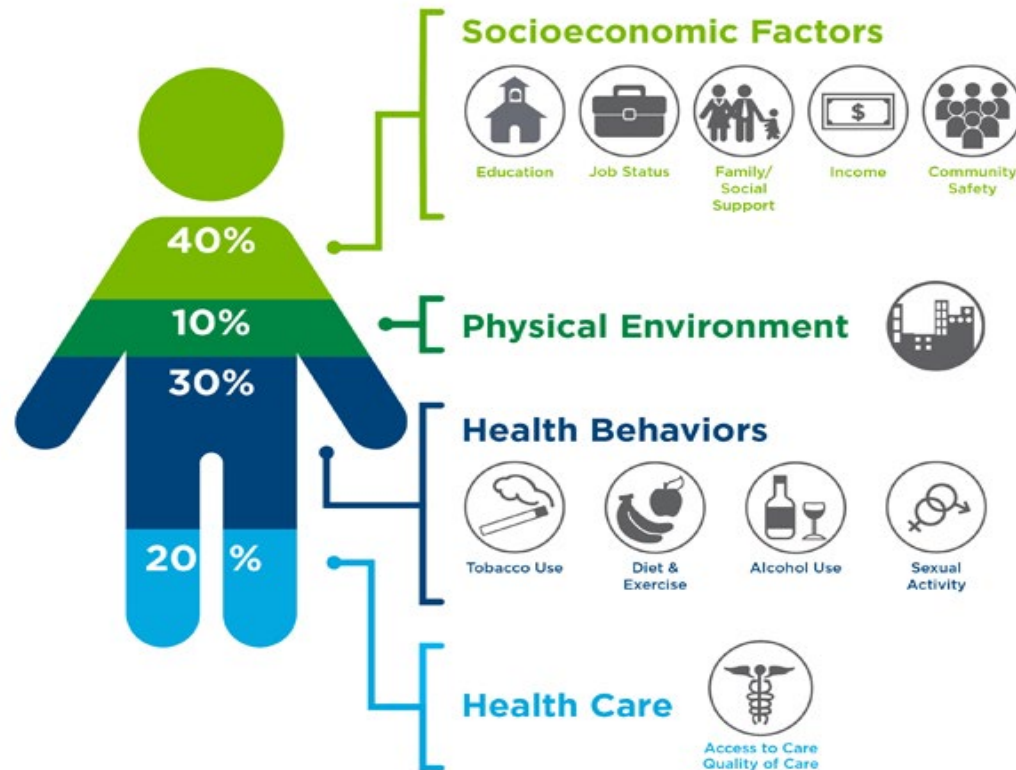 Socioeconomic Factors
$
Education
Job Status
Family/
Social
Support
Income
Community
Safety
40%
10%
Physical Environment
30%
Health Behaviors
Tobacco Use
Diet &
Exercise
Alcohol Use
Sexual
Activity
20 %
Health Care
Access to Care
Quality of Care